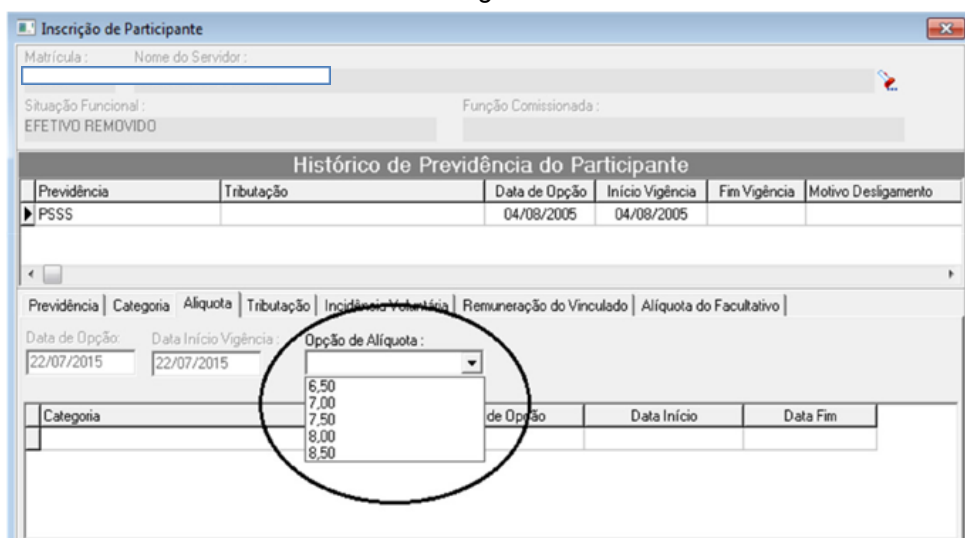 Inscrição de Participante
Matrícula : Nome do Servidor :
Situação Funcional : Função Comissionada :
EFETIVO REMOVIDO
Histórico de Previdência do Participante
Previdência Tributação Data de Opção Início Vigência Fim Vigência Motivo Desligamento
PSSS 04/08/2005 04/08/2005
Previdência Categoria Alíquota Tributação Incidência Voluntária Remuneração do Vinculado Alíquota do Facultativo
Data de Opção: Data Início Vigência : Opção de Alíquota :
22/07/2015 22/07/2015
6,50
7,00
7,50
8,00
8,50
Categoria de Opção Data Início Data Fim